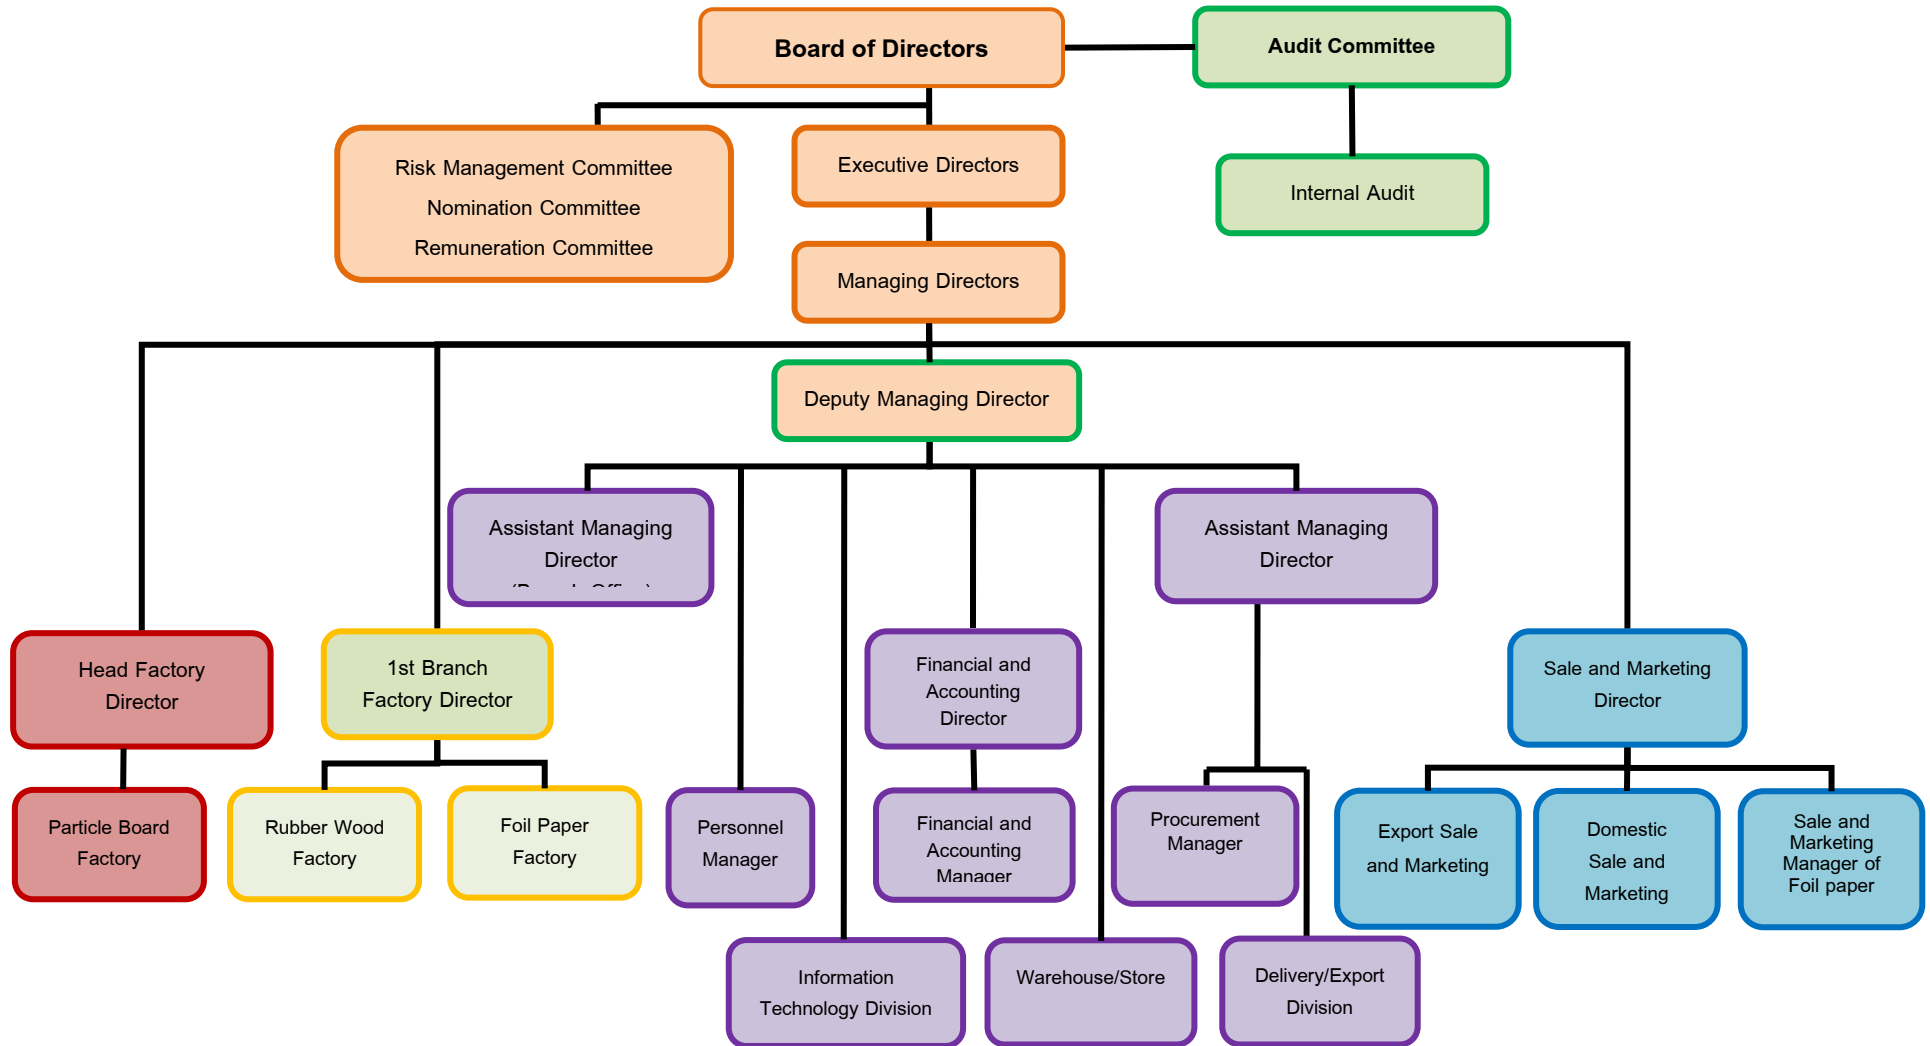 Board of Directors
Audit Committee
Risk Management Committee
Nomination Committee
Remuneration Committee
Executive Directors
Internal Audit
Managing Directors
Deputy Managing Director
Assistant Managing
Director
Assistant Managing
Director
Head Factory
Director
1st Branch
Factory Director
Financial and
Accounting
Director
Sale and Marketing
Director
Particle Board
Factory
Rubber Wood
Factory
Foil Paper
Factory
Personnel
Manager
Financial and
Accounting
Manager
Procurement
Manager
Export Sale
and Marketing
Domestic
Sale and
Marketing
Sale and
Marketing
Manager of
Foil paper
Information
Technology Division
Warehouse/Store
Delivery/Export
Division